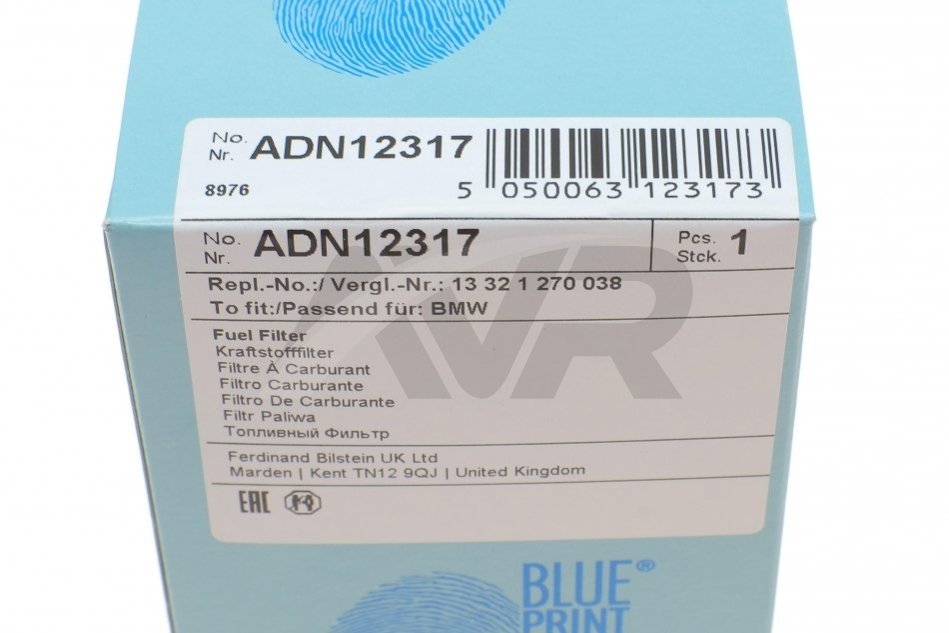 No.
Nr. ADN12317
8976
5 050063 123173
No.
Nr. ADN12317
Pcs.
Stck. 1
Repl.-No.:/ Vergl.-Nr.: 13 32 1 270 038
To fit:/Passend für: BMW
Fuel Filter
Kraftstofffilter
Filtre À Carburant
Filtro Carburante
Filtro De Carburante
Filtr Paliwa
Топливный Фильтр
Ferdinand Bilstein UK Ltd
Marden | Kent TN12 9QJ | United Kingdom
EAC
AVR
BLUE®
PRINT